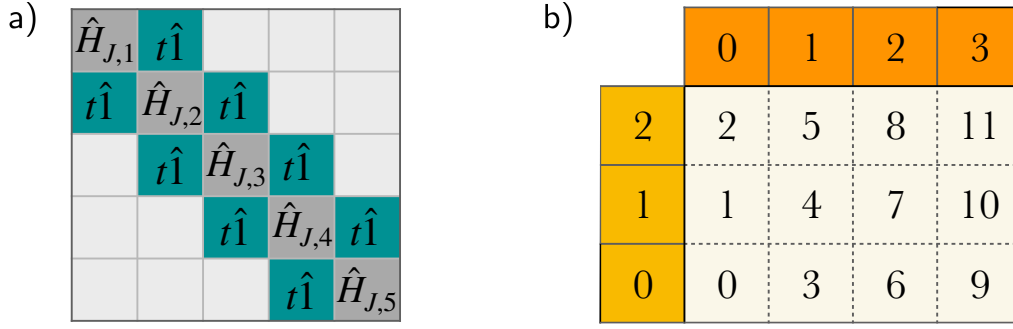 a)
Ĥ_{J,1} t1̂
t1̂ Ĥ_{J,2} t1̂
t1̂ Ĥ_{J,3} t1̂
t1̂ Ĥ_{J,4} t1̂
t1̂ Ĥ_{J,5}
b)
0 1 2 3
2 2 5 8 11
1 1 4 7 10
0 0 3 6 9